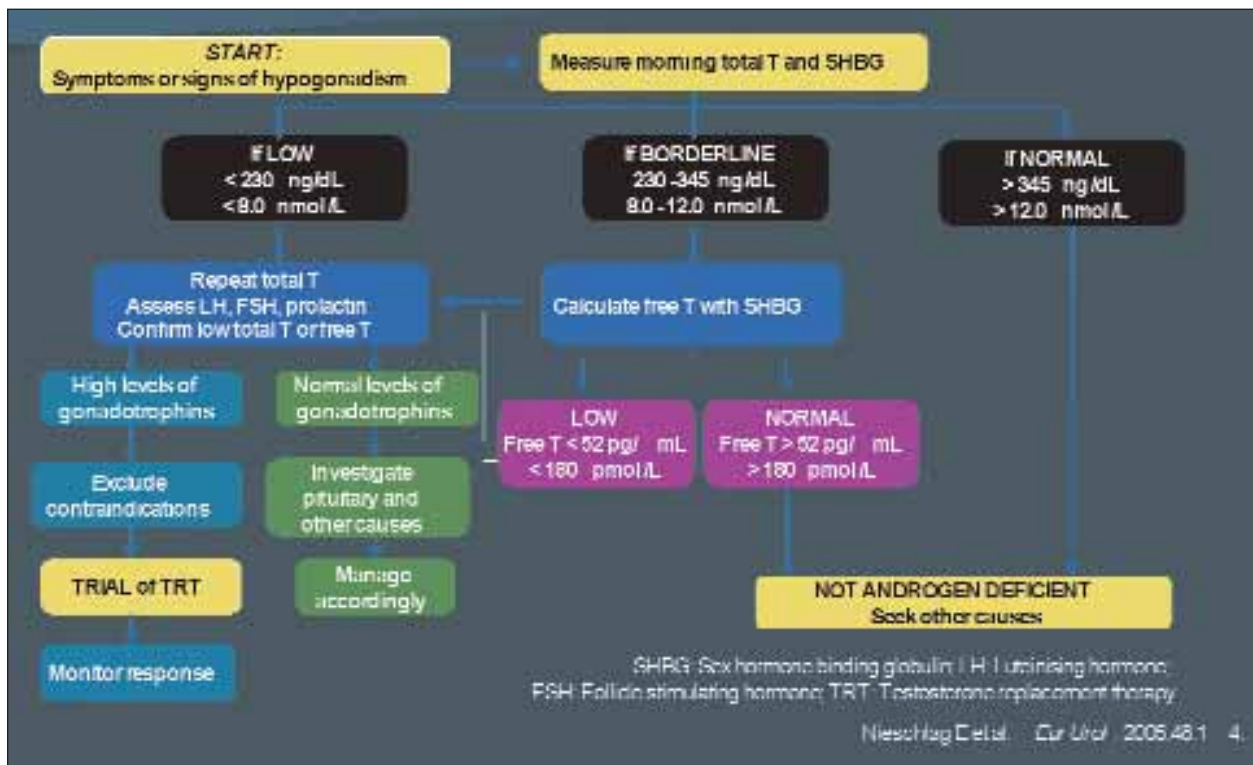 START:
Symptoms or signs of hypogonadism
Measure morning total T and SHBG
If LOW
<230 ng/dL
<8.0 nmol/L
If BORDERLINE
230-345 ng/dL
8.0-12.0 nmol/L
If NORMAL
>345 ng/dL
>12.0 nmol/L
Repeat total T
Assess LH, FSH, prolactin
Confirm low total T or free T
Calculate free T with SHBG
High levels of
gonadotrophins
Normal levels of
gonadotrophins
LOW
Free T <52 pg/ mL
<180 pmol/L
NORMAL
Free T >52 pg/ mL
>180 pmol/L
Exclude
contraindications
Investigate
pituitary and
other causes
TRIAL of TRT
Manage
accordingly
NOT ANDROGEN DEFICIENT
Seek other causes
Monitor response
SHBG: Sex hormone binding globulin; LH: Luteinising hormone;
FSH: Follicle stimulating hormone; TRT: Testosterone replacement therapy
Nieschlag E et al. Eur Urol 2005;48:1 4.